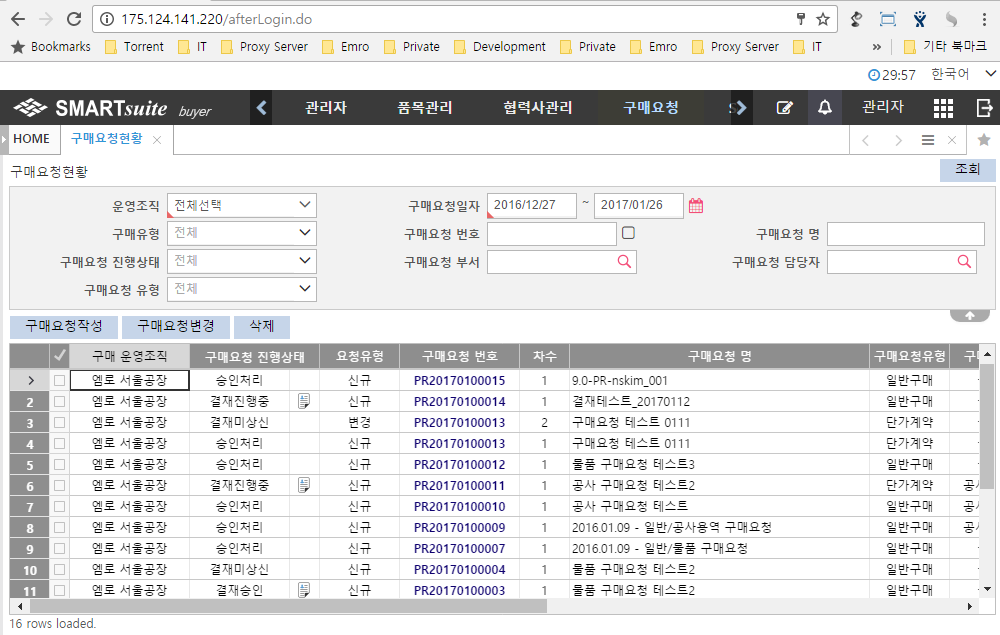 175.124.141.220/afterLogin.do
Bookmarks Torrent IT Proxy Server Emro Private Development Private Emro Proxy Server IT » 기타 북마크
29:57 한국어
SMARTsuite buyer 관리자 품목관리 협력사관리 구매요청 관리자
HOME 구매요청현황
구매요청현황 조회
운영조직 전체선택 구매요청일자 2016/12/27 ~ 2017/01/26
구매유형 전체 구매요청 번호 구매요청 명
구매요청 진행상태 전체 구매요청 부서 구매요청 담당자
구매요청 유형 전체
구매요청작성 구매요청변경 삭제
구매 운영조직 구매요청 진행상태 요청유형 구매요청 번호 차수 구매요청 명 구매요청유형
엠로 서울공장 승인처리 신규 PR20170100015 1 9.0-PR-nskim_001 일반구매
2 엠로 서울공장 결재진행중 신규 PR20170100014 1 결재테스트_20170112 일반구매
3 엠로 서울공장 결재미상신 변경 PR20170100013 2 구매요청 테스트 0111 단가계약
4 엠로 서울공장 승인처리 신규 PR20170100013 1 구매요청 테스트 0111 단가계약
5 엠로 서울공장 승인처리 신규 PR20170100012 1 물품 구매요청 테스트3 일반구매
6 엠로 서울공장 결재진행중 신규 PR20170100011 1 공사 구매요청 테스트2 단가계약 공사
7 엠로 서울공장 승인처리 신규 PR20170100010 1 공사 구매요청 테스트 일반구매 공사
8 엠로 서울공장 승인처리 신규 PR20170100009 1 2016.01.09 - 일반/공사용역 구매요청 일반구매 공사
9 엠로 서울공장 승인처리 신규 PR20170100007 1 2016.01.09 - 일반/물품 구매요청 일반구매
10 엠로 서울공장 결재미상신 신규 PR20170100004 1 물품 구매요청 테스트2 일반구매
11 엠로 서울공장 결재승인 신규 PR20170100003 1 물품 구매요청 테스트2 일반구매
16 rows loaded.